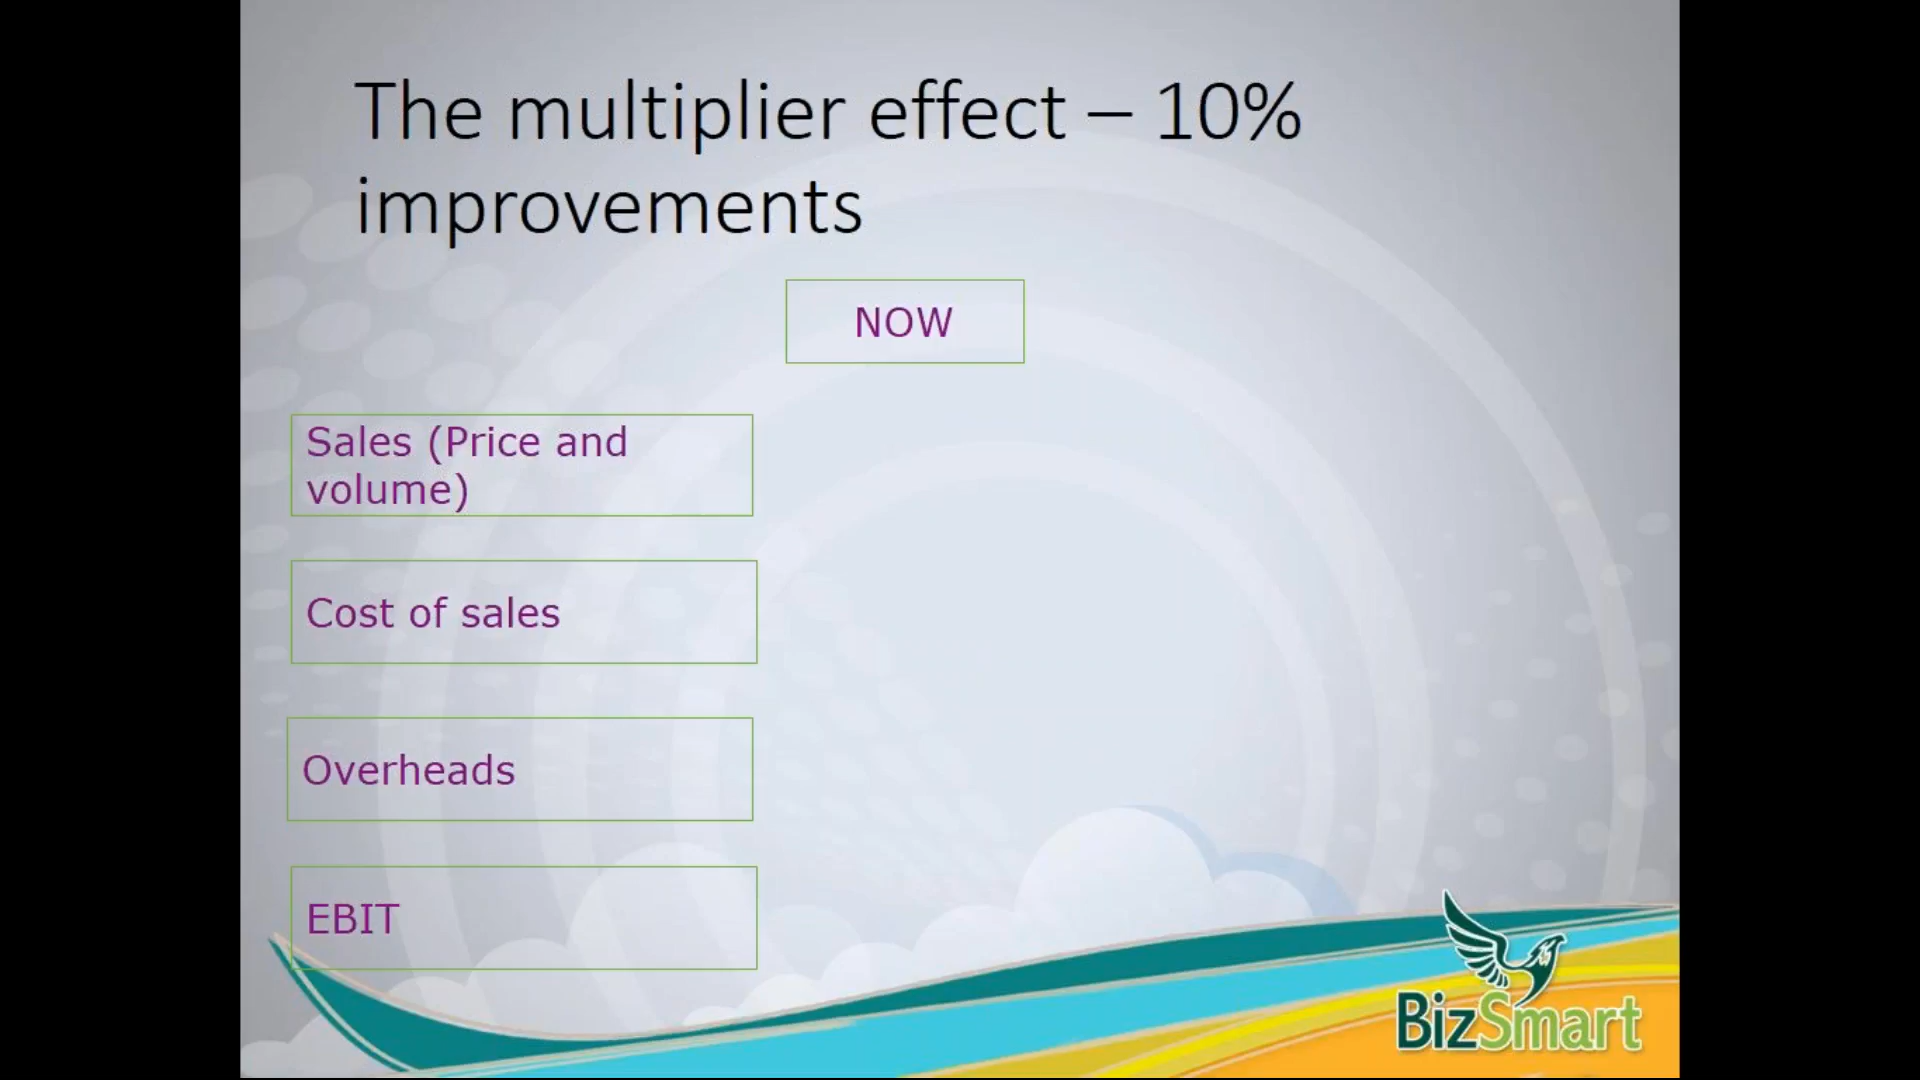 The multiplier effect – 10%
improvements
NOW
Sales (Price and
volume)
Cost of sales
Overheads
EBIT
BizSmart